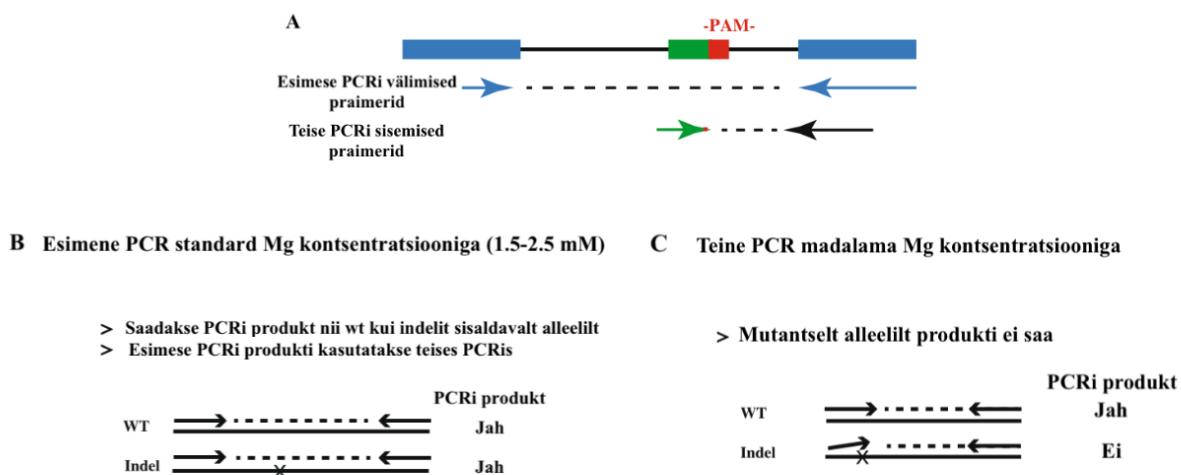 A
-PAM-
Esimese PCRi välimised
praimerid
Teise PCRi sisemised
praimerid
B Esimene PCR standard Mg kontsentratsiooniga (1.5-2.5 mM)
C Teine PCR madalama Mg kontsentratsiooniga
> Saadakse PCRi produkt nii wt kui indelit sisaldavalt alleelilt
> Esimese PCRi produkti kasutatakse teises PCRis
> Mutantselt alleelilt produkti ei saa
PCRi produkt
WT Jah
Indel Jah
PCRi produkt
WT Jah
Indel Ei